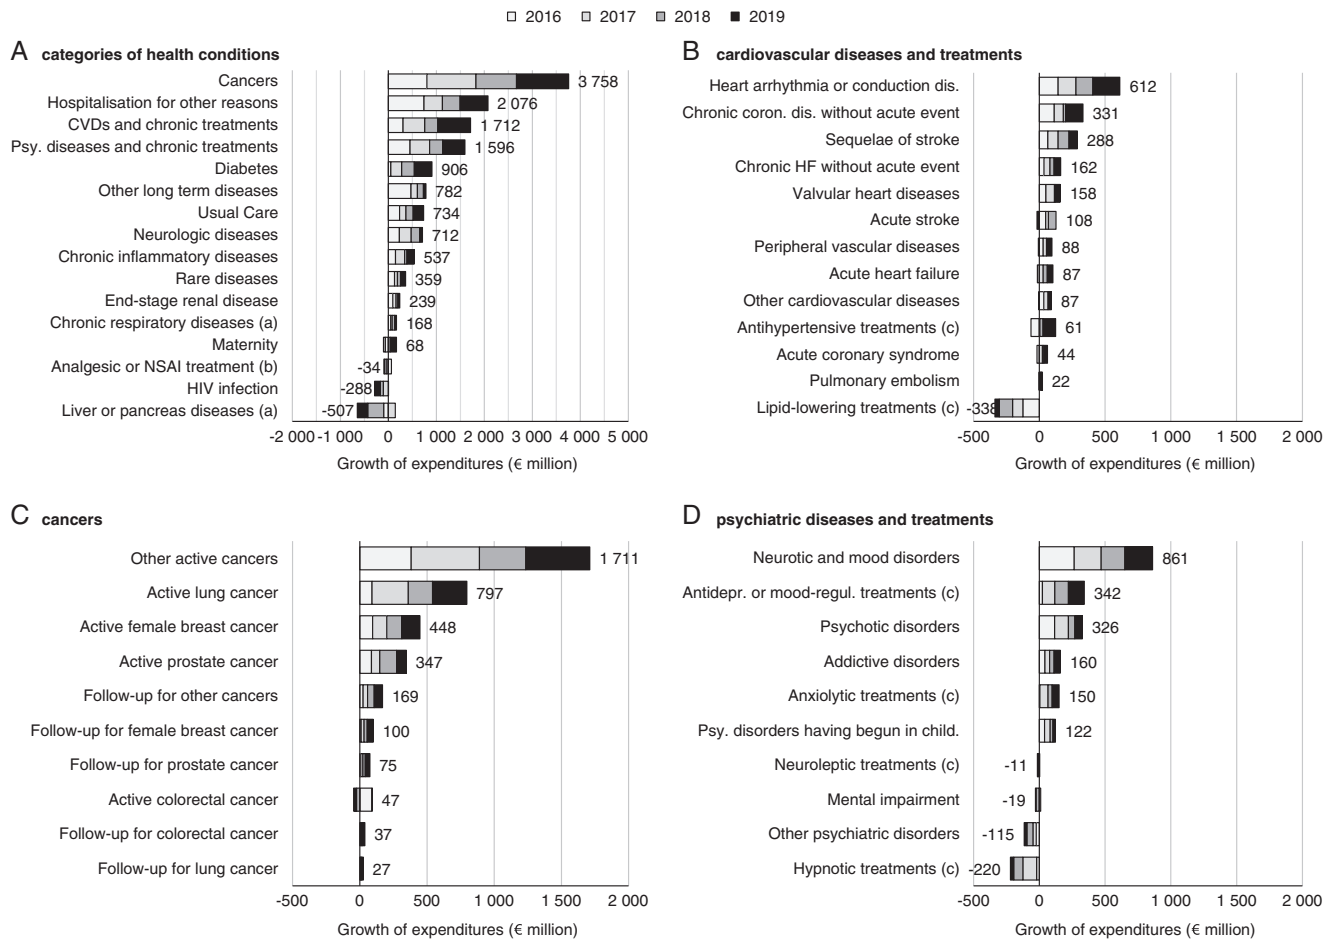 2016 2017 2018 2019
A categories of health conditions
Cancers 3 758
Hospitalisation for other reasons 2 076
CVDs and chronic treatments 1 712
Psy. diseases and chronic treatments 1 596
Diabetes 906
Other long term diseases 782
Usual Care 734
Neurologic diseases 712
Chronic inflammatory diseases 537
Rare diseases 359
End-stage renal disease 239
Chronic respiratory diseases (a) 168
Maternity 68
Analgesic or NSAI treatment (b) -34
HIV infection -288
Liver or pancreas diseases (a) -507
-2 000 -1 000 0 1 000 2 000 3 000 4 000 5 000
Growth of expenditures (€ million)
B cardiovascular diseases and treatments
Heart arrhythmia or conduction dis. 612
Chronic coron. dis. without acute event 331
Sequelae of stroke 288
Chronic HF without acute event 162
Valvular heart diseases 158
Acute stroke 108
Peripheral vascular diseases 88
Acute heart failure 87
Other cardiovascular diseases 87
Antihypertensive treatments (c) 61
Acute coronary syndrome 44
Pulmonary embolism 22
Lipid-lowering treatments (c) -338
-500 0 500 1 000 1 500 2 000
Growth of expenditures (€ million)
C cancers
Other active cancers 1 711
Active lung cancer 797
Active female breast cancer 448
Active prostate cancer 347
Follow-up for other cancers 169
Follow-up for female breast cancer 100
Follow-up for prostate cancer 75
Active colorectal cancer 47
Follow-up for colorectal cancer 37
Follow-up for lung cancer 27
-500 0 500 1 000 1 500 2 000
Growth of expenditures (€ million)
D psychiatric diseases and treatments
Neurotic and mood disorders 861
Antidepr. or mood-regul. treatments (c) 342
Psychotic disorders 326
Addictive disorders 160
Anxiolytic treatments (c) 150
Psy. disorders having begun in child. 122
Neuroleptic treatments (c) -11
Mental impairment -19
Other psychiatric disorders -115
Hypnotic treatments (c) -220
-500 0 500 1 000 1 500 2 000
Growth of expenditures (€ million)